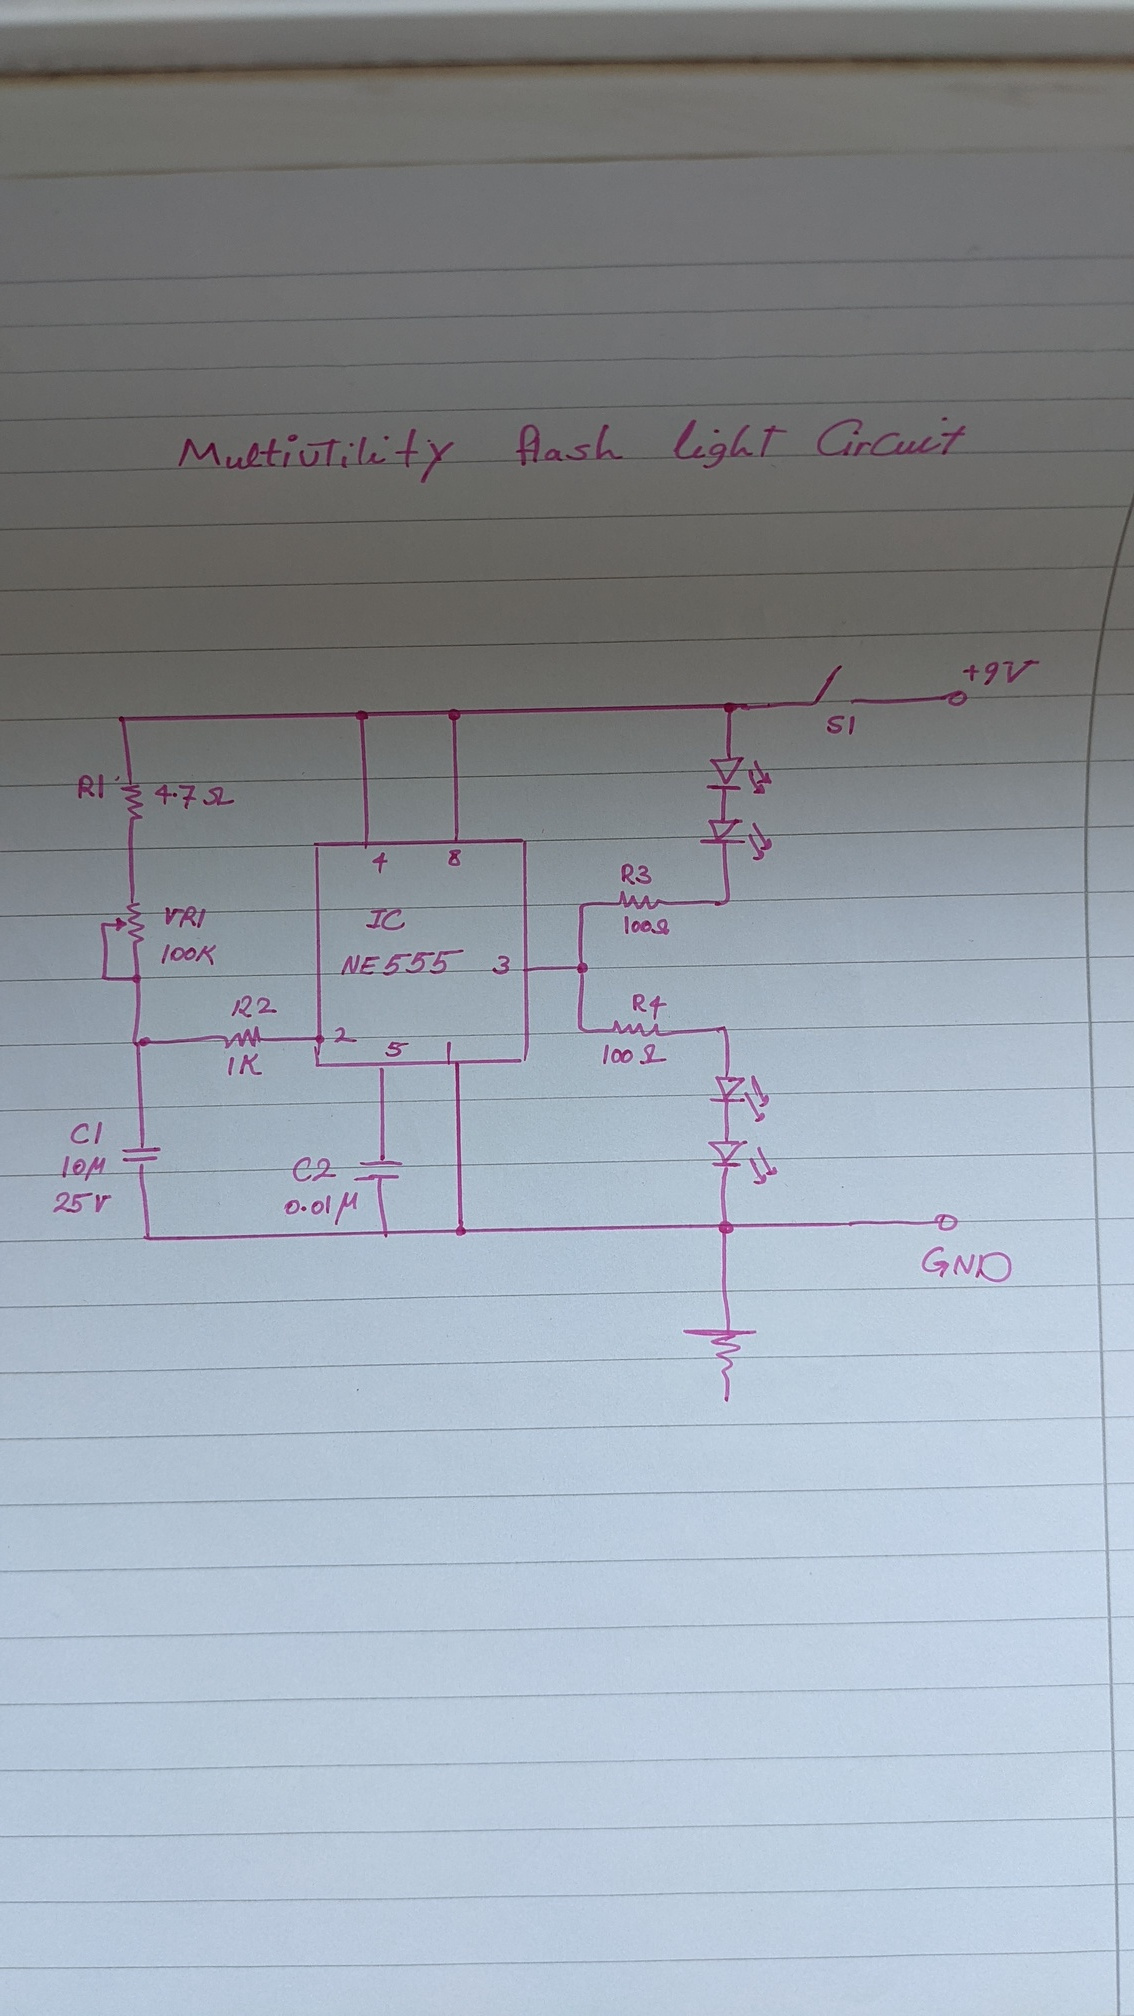 Multiutility flash light Circuit
+9V
S1
R1 4.7Ω
4 8
R3
100Ω
VR1
100K
IC
NE555 3
R2
1K
2
5 1
R4
100Ω
C1
10µ
25V
C2
0.01µ
GND